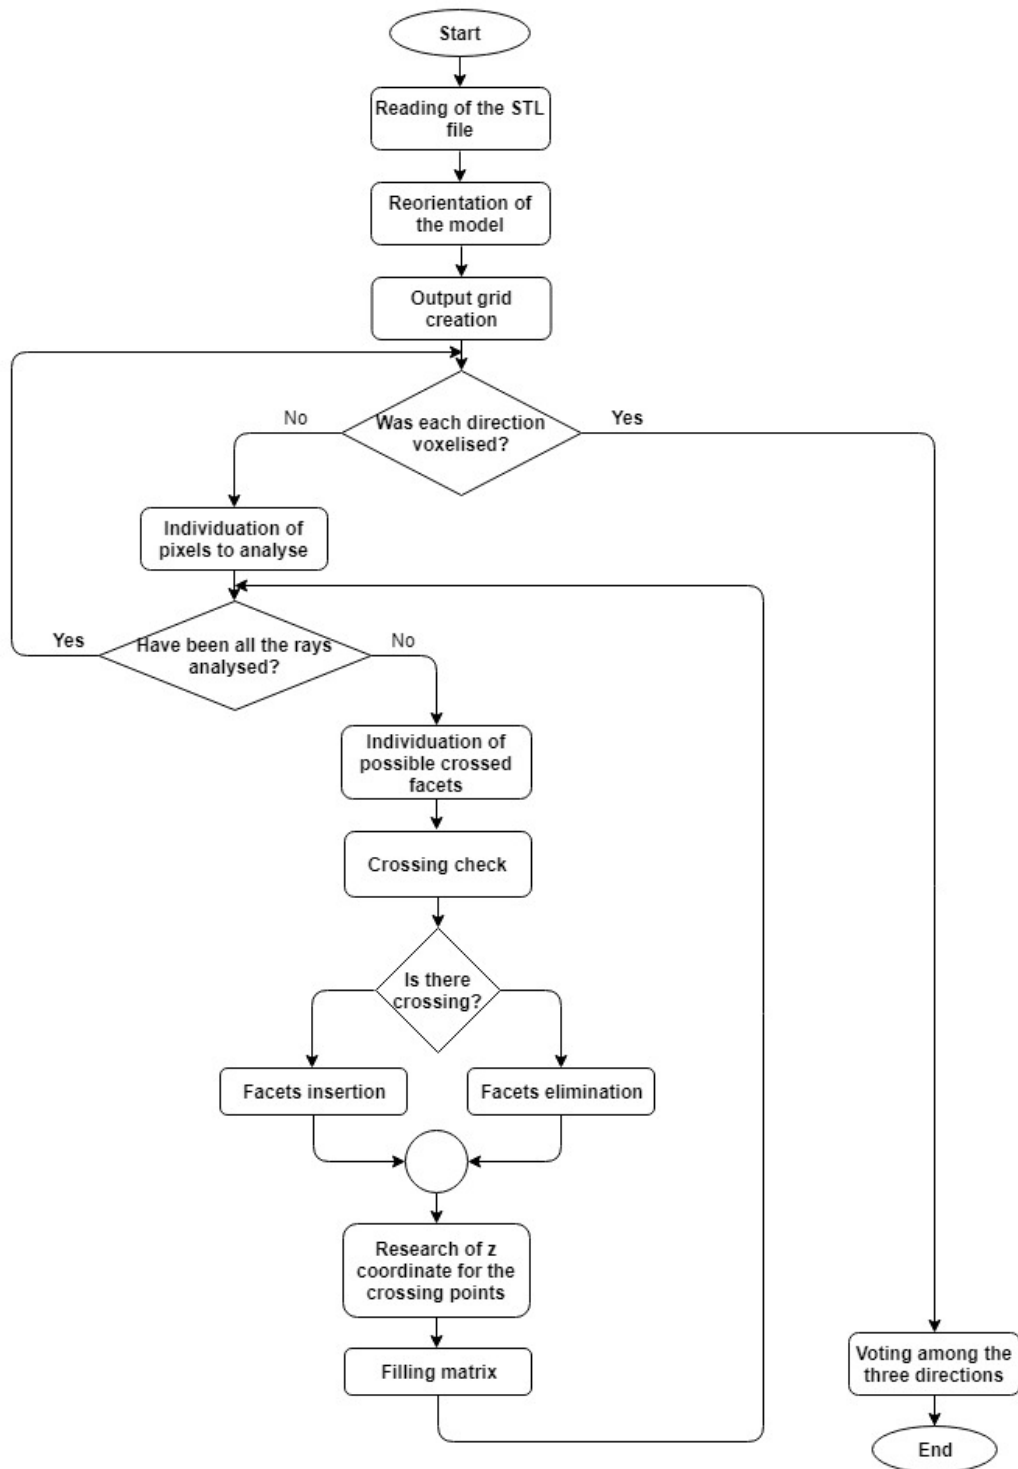 Start
Reading of the STL
file
Reorientation of
the model
Output grid
creation
Was each direction
voxelised?
No
Yes
Individuation of
pixels to analyse
Have been all the rays
analysed?
Yes
No
Individuation of
possible crossed
facets
Crossing check
Is there
crossing?
Facets insertion
Facets elimination
Research of z
coordinate for the
crossing points
Filling matrix
Voting among the
three directions
End